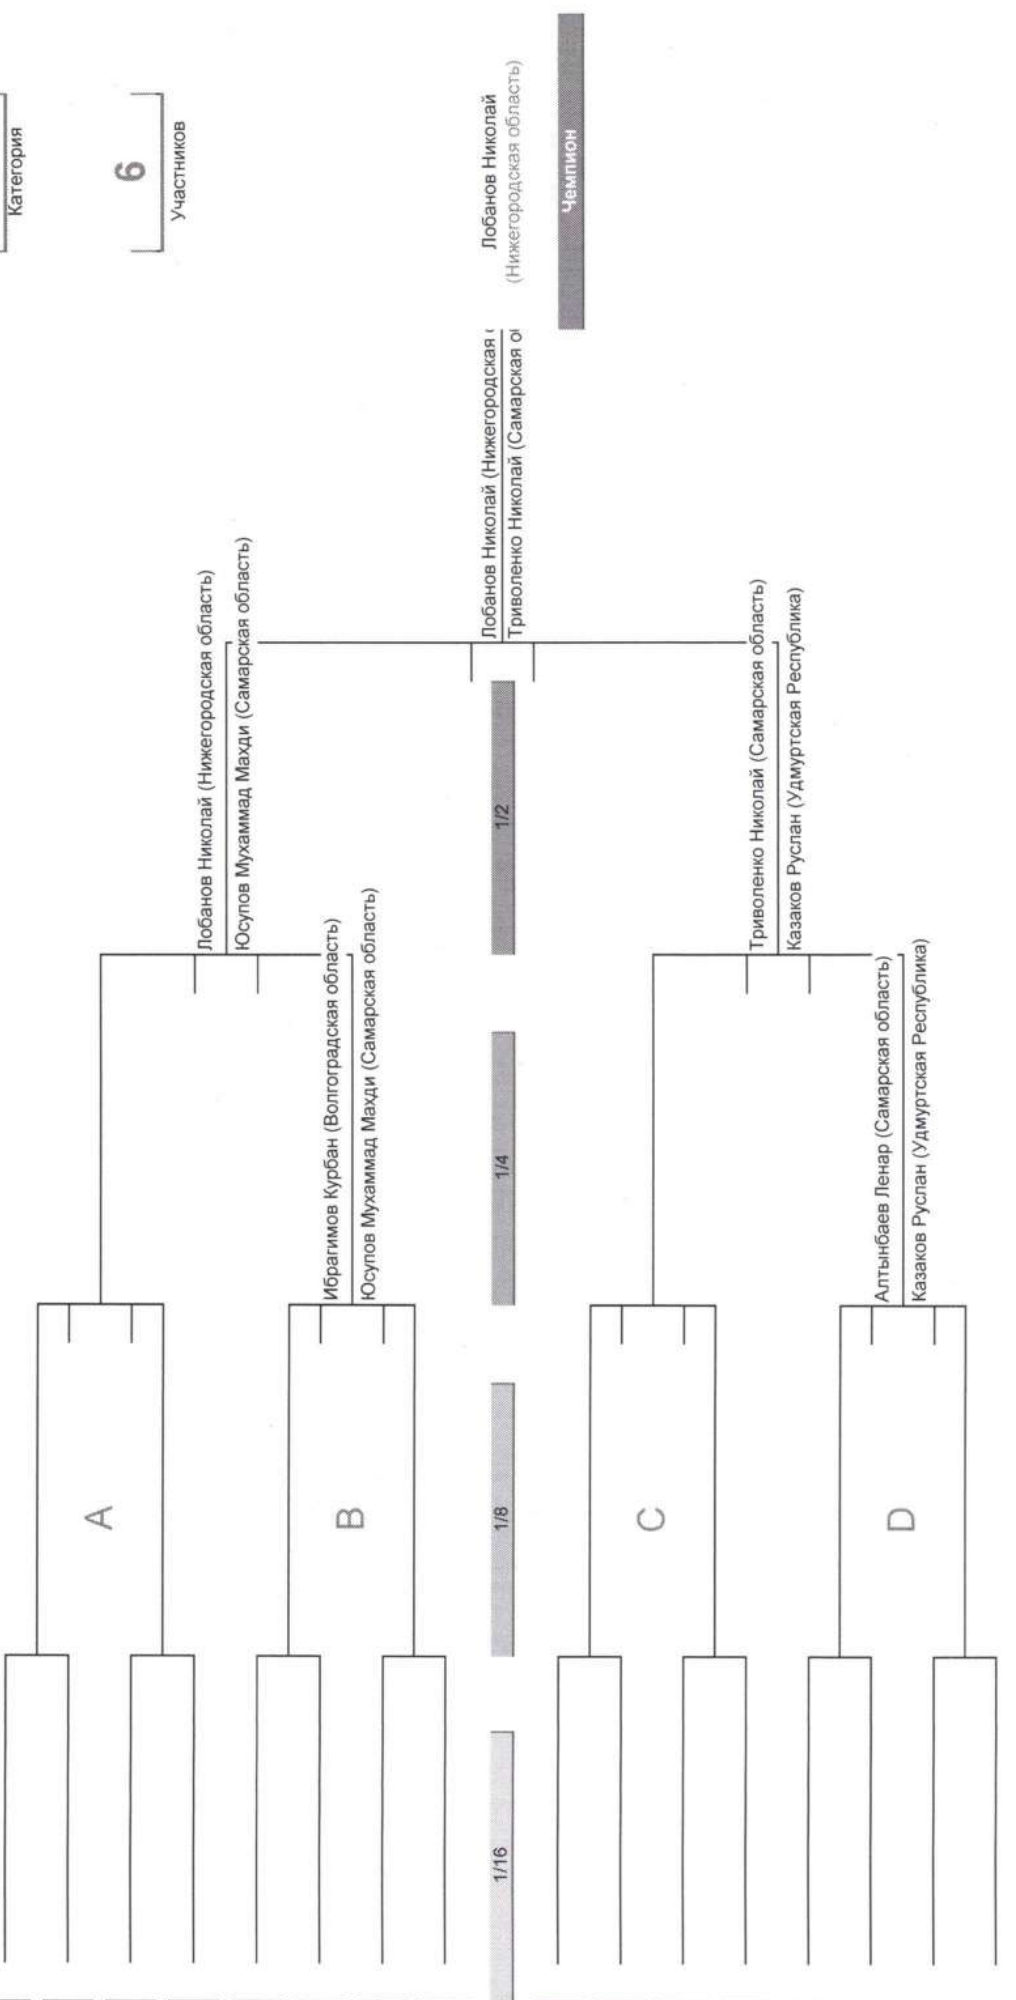 Категория
6
Участников
A
B
C
D
Ибрагимов Курбан (Волгоградская область)
Юсупов Мухаммад Махди (Самарская область)
Алтынбаев Ленар (Самарская область)
Казаков Руслан (Удмуртская Республика)
Лобанов Николай (Нижегородская область)
Юсупов Мухаммад Махди (Самарская область)
Триволенко Николай (Самарская область)
Казаков Руслан (Удмуртская Республика)
Лобанов Николай (Нижегородская о
Триволенко Николай (Самарская об
Лобанов Николай
(Нижегородская область)
Чемпион
1/16
1/8
1/4
1/2